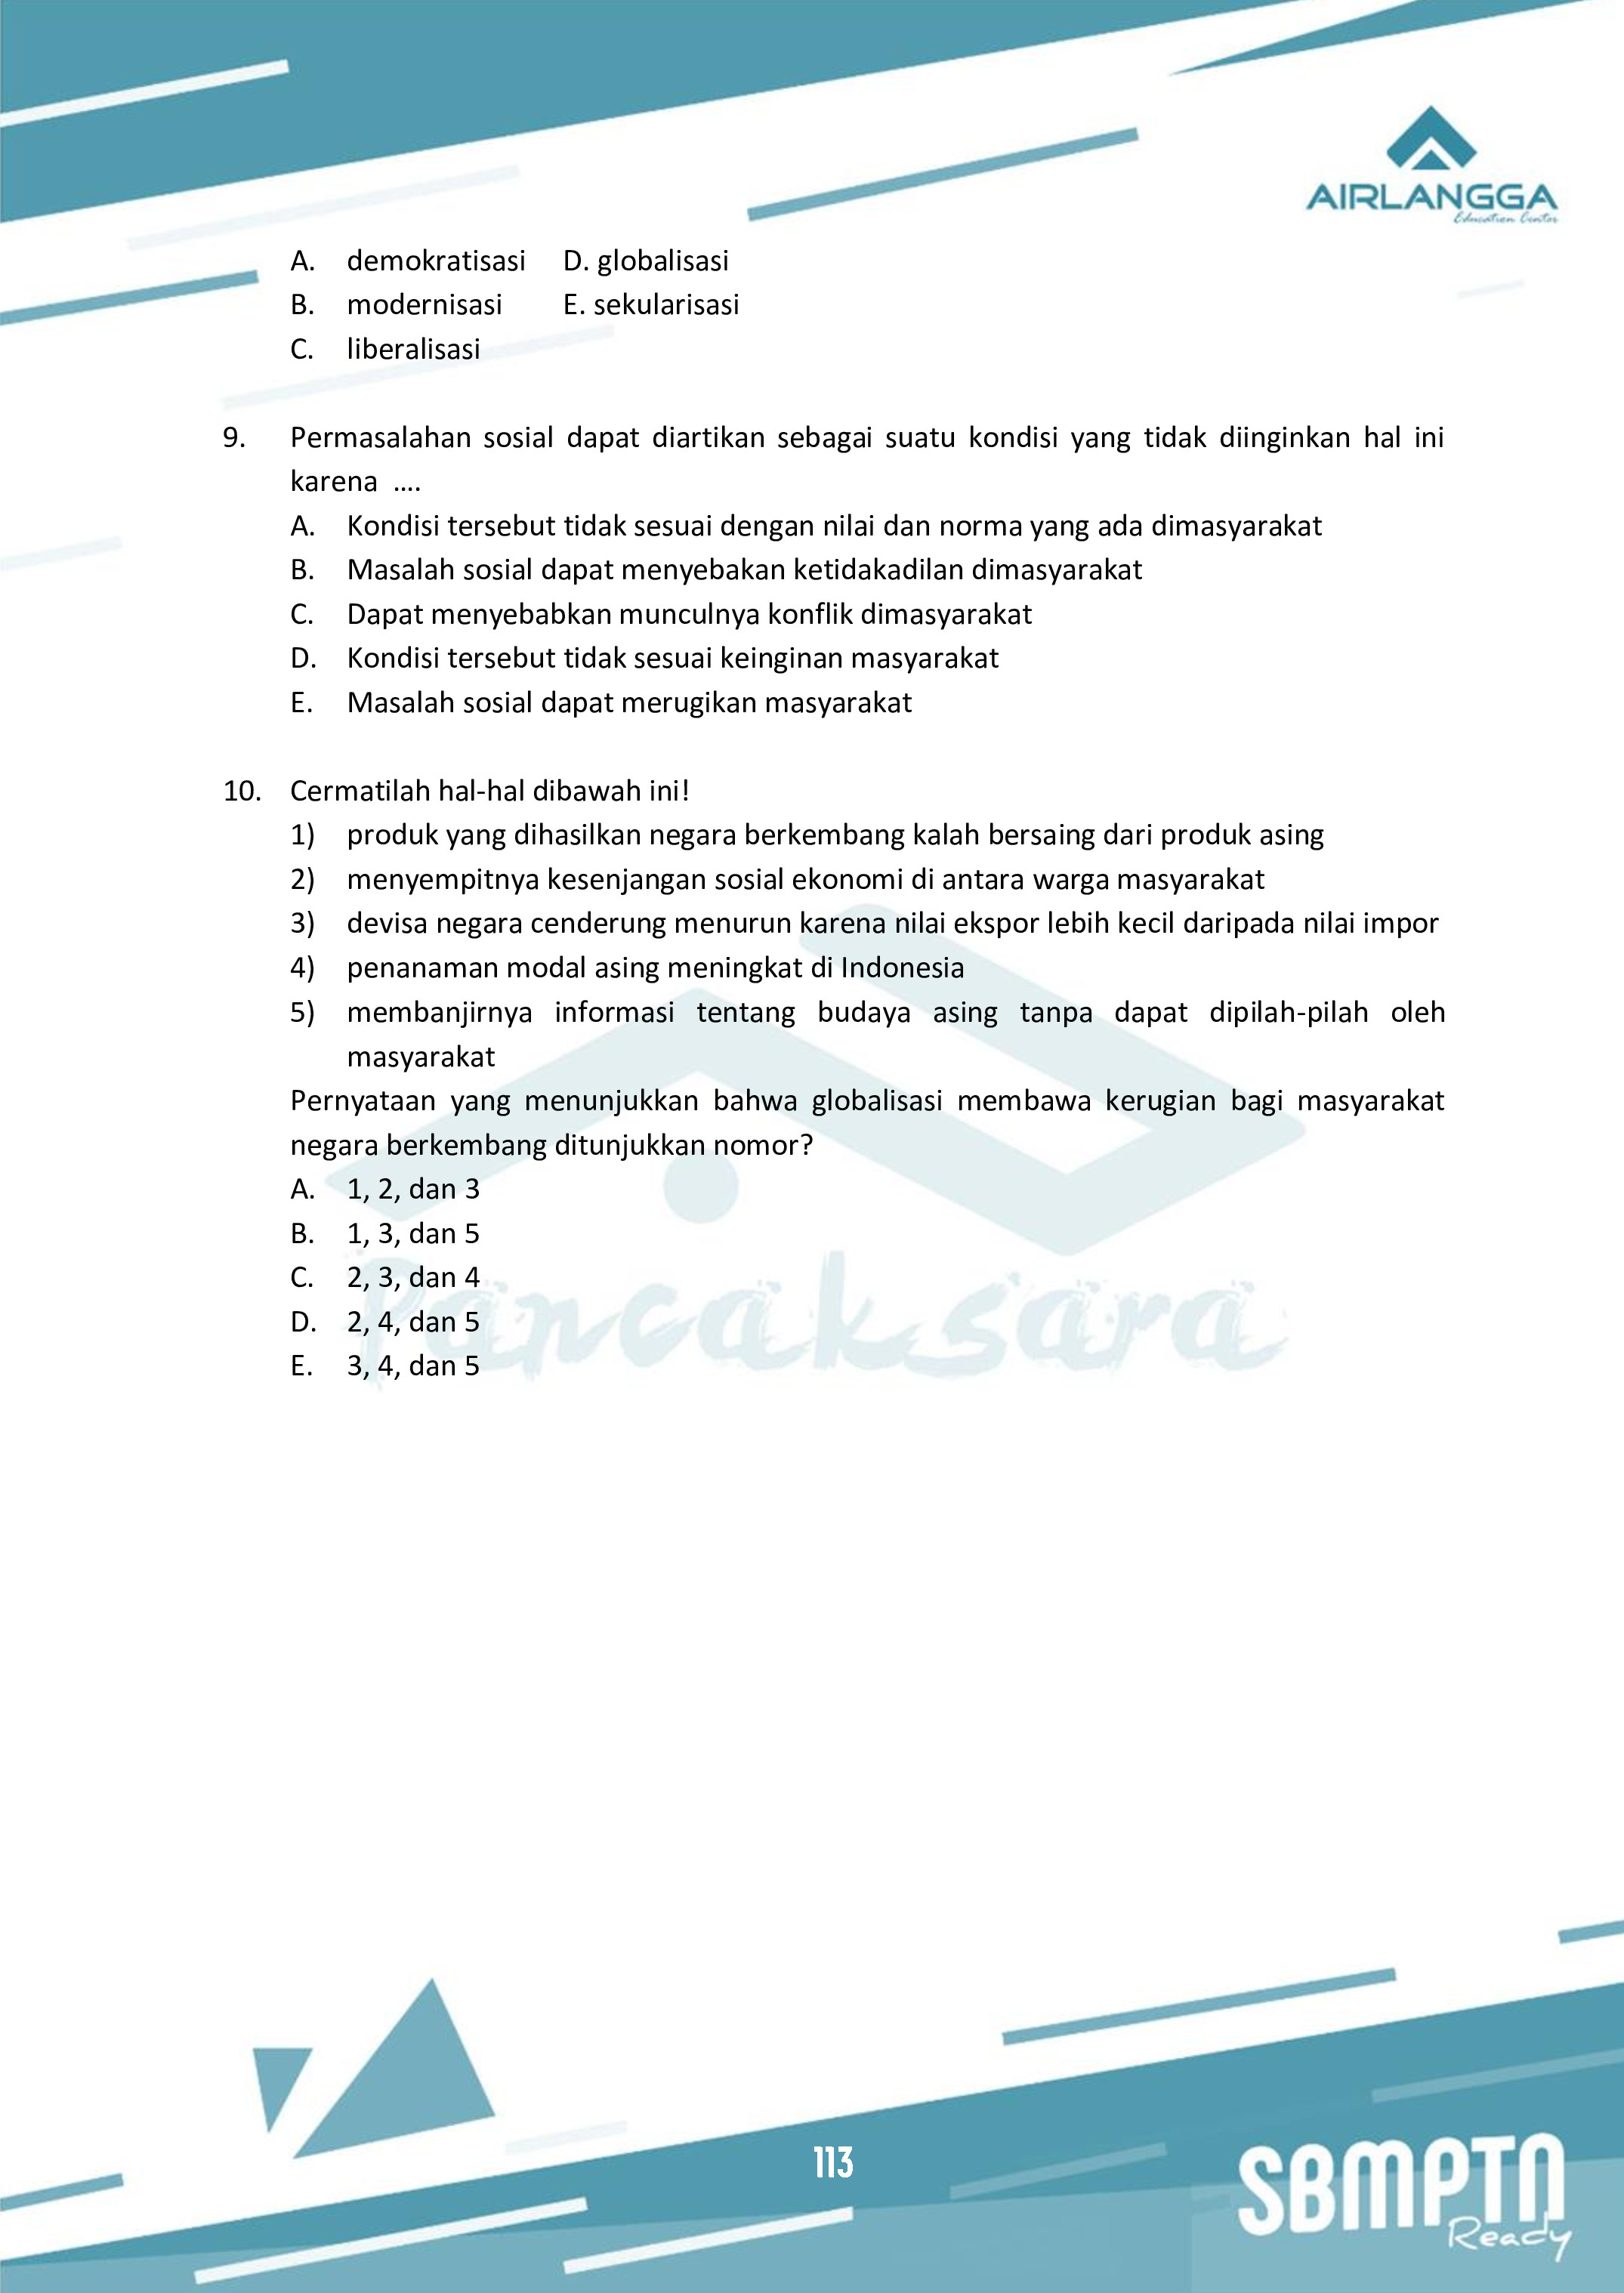 AIRLANGGA
Education Center
A. demokratisasi D. globalisasi
B. modernisasi E. sekularisasi
C. liberalisasi
9. Permasalahan sosial dapat diartikan sebagai suatu kondisi yang tidak diinginkan hal ini
karena ....
A. Kondisi tersebut tidak sesuai dengan nilai dan norma yang ada dimasyarakat
B. Masalah sosial dapat menyebakan ketidakadilan dimasyarakat
C. Dapat menyebabkan munculnya konflik dimasyarakat
D. Kondisi tersebut tidak sesuai keinginan masyarakat
E. Masalah sosial dapat merugikan masyarakat
10. Cermatilah hal-hal dibawah ini!
1) produk yang dihasilkan negara berkembang kalah bersaing dari produk asing
2) menyempitnya kesenjangan sosial ekonomi di antara warga masyarakat
3) devisa negara cenderung menurun karena nilai ekspor lebih kecil daripada nilai impor
4) penanaman modal asing meningkat di Indonesia
5) membanjirnya informasi tentang budaya asing tanpa dapat dipilah-pilah oleh
masyarakat
Pernyataan yang menunjukkan bahwa globalisasi membawa kerugian bagi masyarakat
negara berkembang ditunjukkan nomor?
A. 1, 2, dan 3
B. 1, 3, dan 5
C. 2, 3, dan 4
D. 2, 4, dan 5
E. 3, 4, dan 5
Pancaksara
113
SBMPTN
Ready